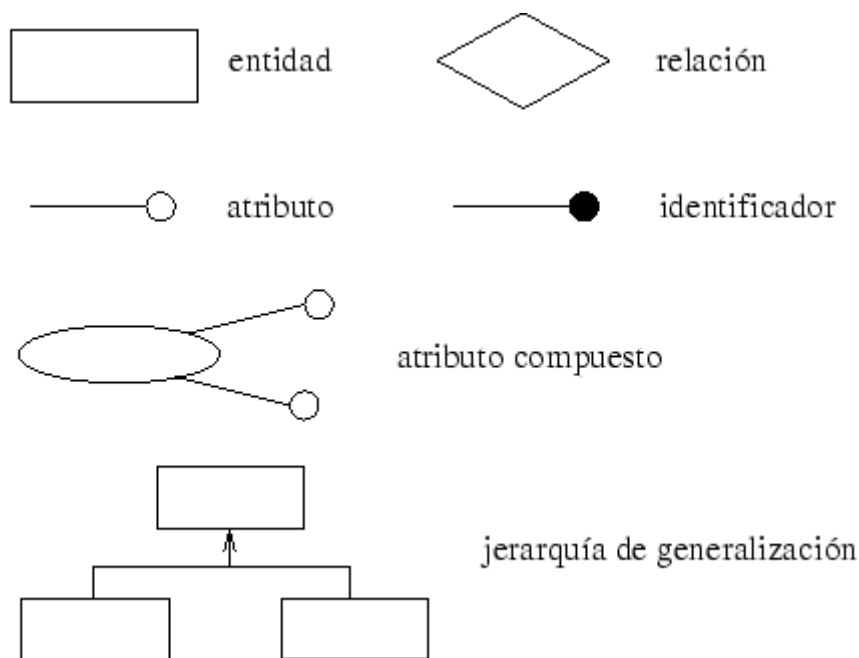 entidad
relación
atributo
identificador
atributo compuesto
jerarquía de generalización